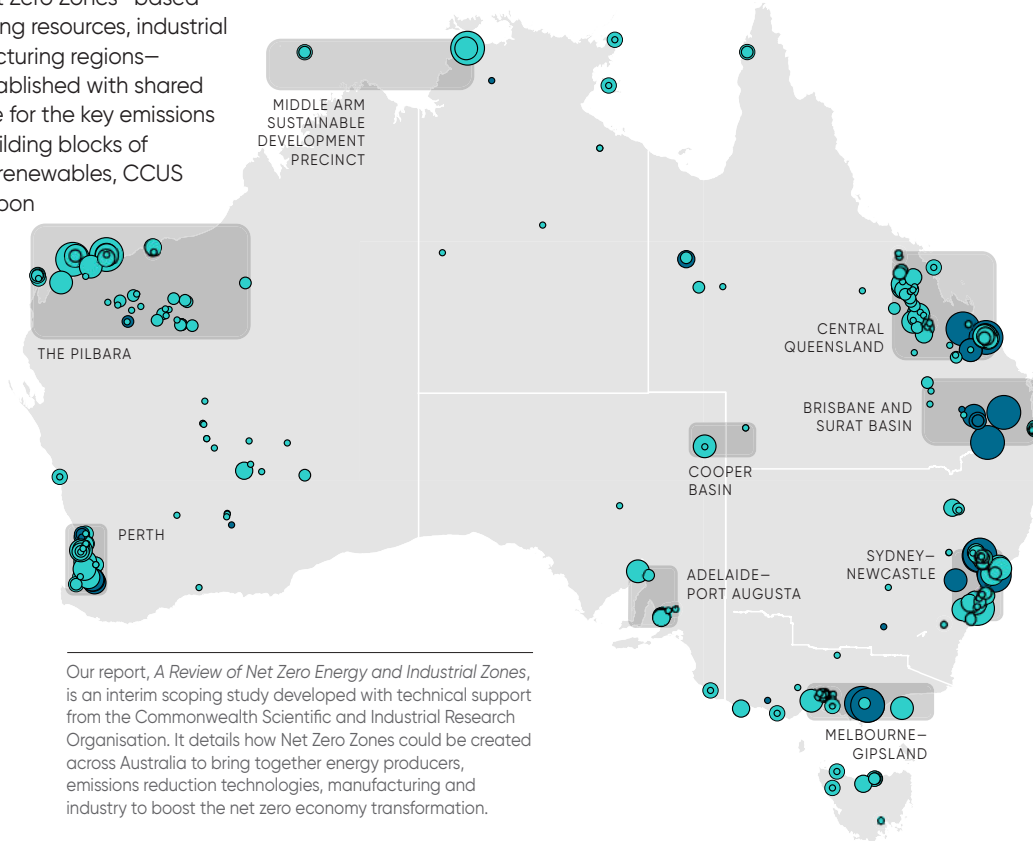 Zero Zones—based
ing resources, industrial
cturing regions—
ablished with shared
e for the key emissions
ilding blocks of
renewables, CCUS
oon
MIDDLE ARM
SUSTAINABLE
DEVELOPMENT
PRECINCT
THE PILBARA
CENTRAL
QUEENSLAND
BRISBANE AND
SURAT BASIN
COOPER
BASIN
PERTH
SYDNEY–
NEWCASTLE
ADELAIDE–
PORT AUGUSTA
MELBOURNE–
GIPSLAND
Our report, A Review of Net Zero Energy and Industrial Zones,
is an interim scoping study developed with technical support
from the Commonwealth Scientific and Industrial Research
Organisation. It details how Net Zero Zones could be created
across Australia to bring together energy producers,
emissions reduction technologies, manufacturing and
industry to boost the net zero economy transformation.